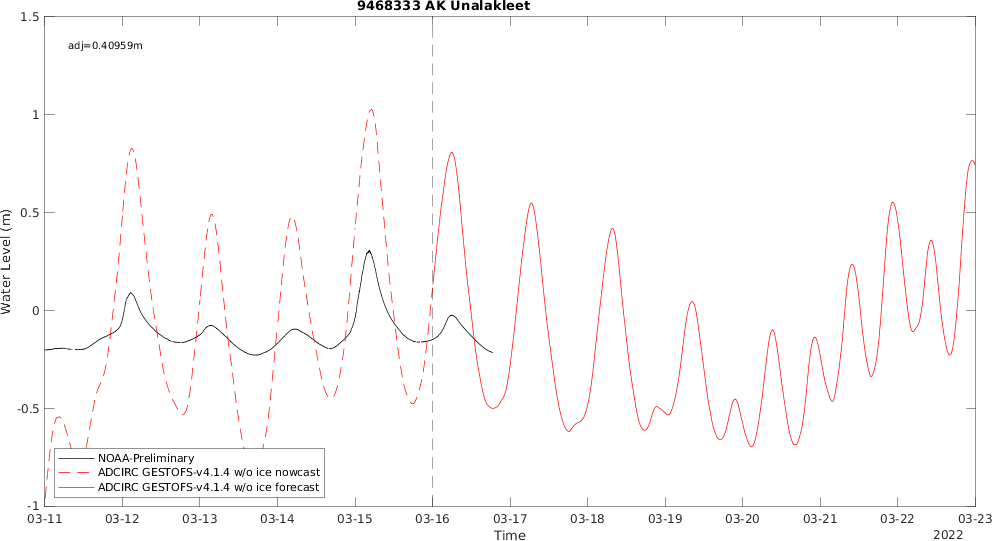 9468333 AK Unalakleet
adj=0.40959m
Water Level (m)
1.5
1
0.5
0
-0.5
-1
NOAA-Preliminary
ADCIRC GESTOFS-v4.1.4 w/o ice nowcast
ADCIRC GESTOFS-v4.1.4 w/o ice forecast
03-11 03-12 03-13 03-14 03-15 03-16 03-17 03-18 03-19 03-20 03-21 03-22 03-23
Time
2022